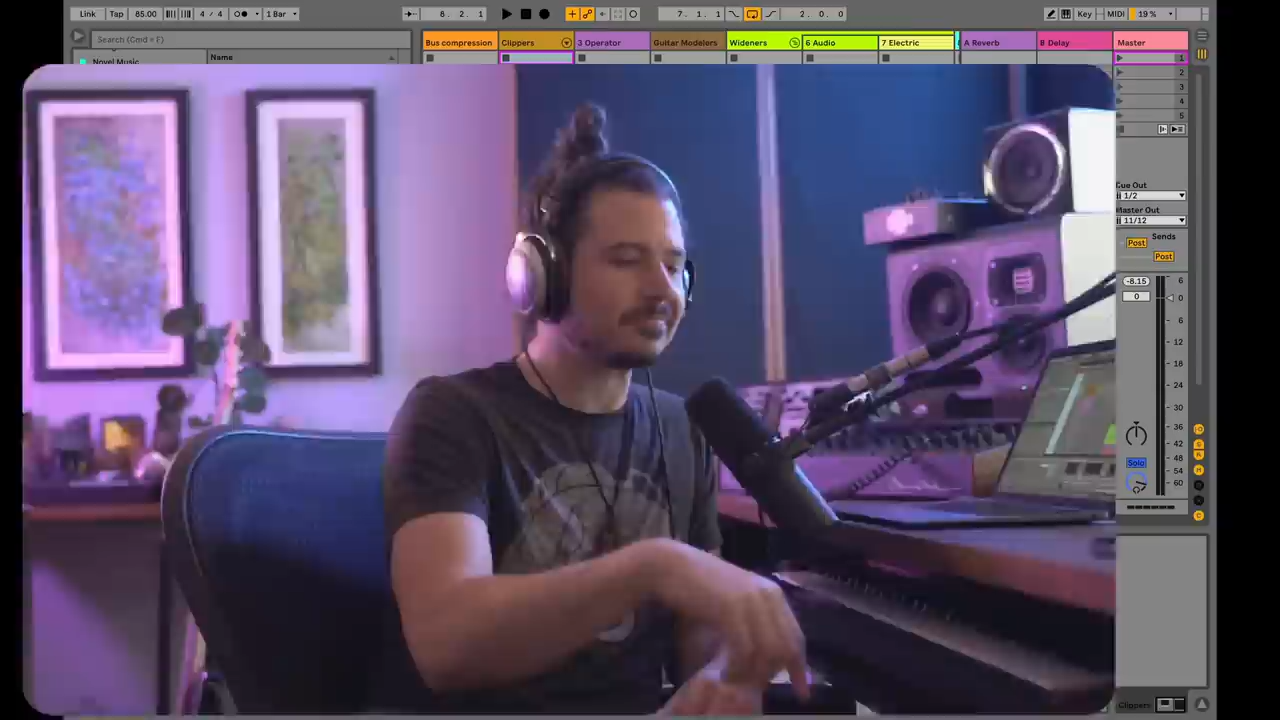 Link Tap 85.00 4 / 4 1 Bar 6. 2. 1 7. 1. 1 2. 0. 0 Key MIDI 19 %
Search (Cmd + F)
Bus compression Clippers 3 Operator Guitar Modelers Wideners 6 Audio 7 Electric A Reverb B Delay Master
Novel Music Name
1
2
3
4
5
Cue Out
1/2
Master Out
11/12
Sends
Post
Post
-8.15 6
0 0
6
12
18
24
30
36
42
48
Solo
54
60
Clippers